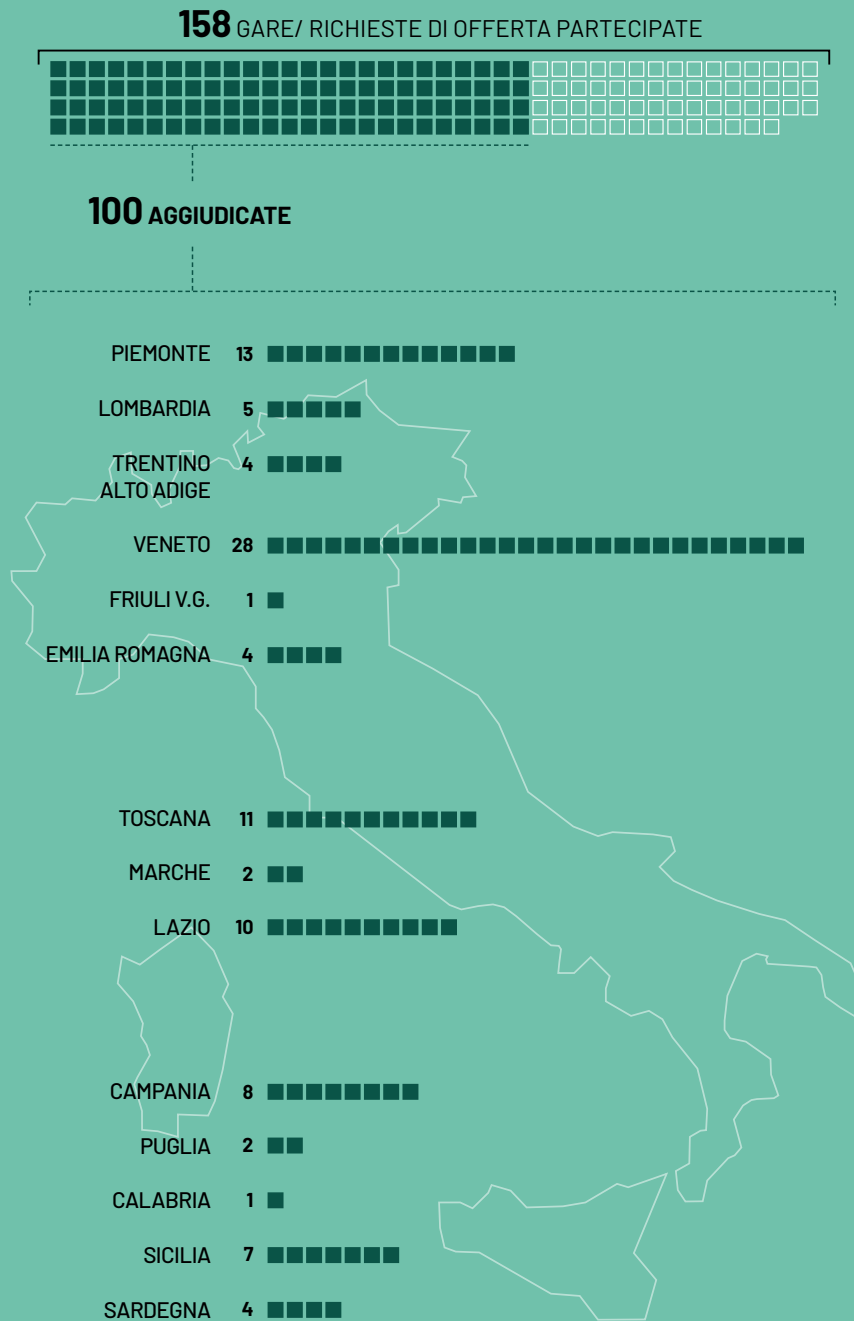 158 GARE/ RICHIESTE DI OFFERTA PARTECIPATE
100 AGGIUDICATE
PIEMONTE 13
LOMBARDIA 5
TRENTINO 4
ALTO ADIGE
VENETO 28
FRIULI V.G. 1
EMILIA ROMAGNA 4
TOSCANA 11
MARCHE 2
LAZIO 10
CAMPANIA 8
PUGLIA 2
CALABRIA 1
SICILIA 7
SARDEGNA 4